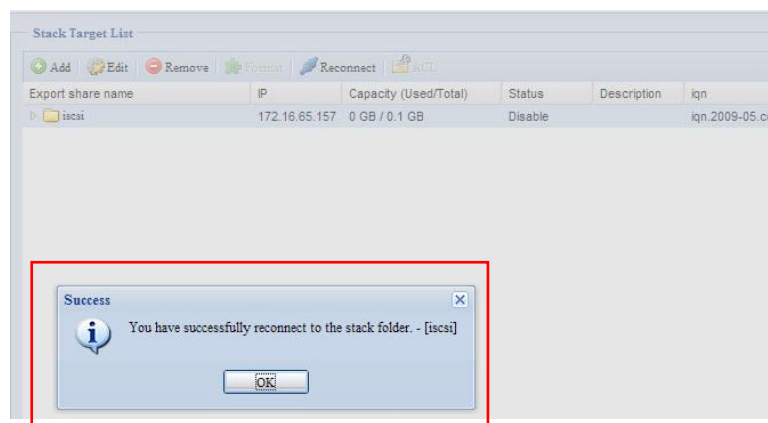 Stack Target List
Add Edit Remove Format Reconnect ACL
Export share name IP Capacity (Used/Total) Status Description iqn
iscsi 172.16.65.157 0 GB / 0.1 GB Disable iqn.2009-05.c
Success
You have successfully reconnect to the stack folder. - [iscsi]
OK